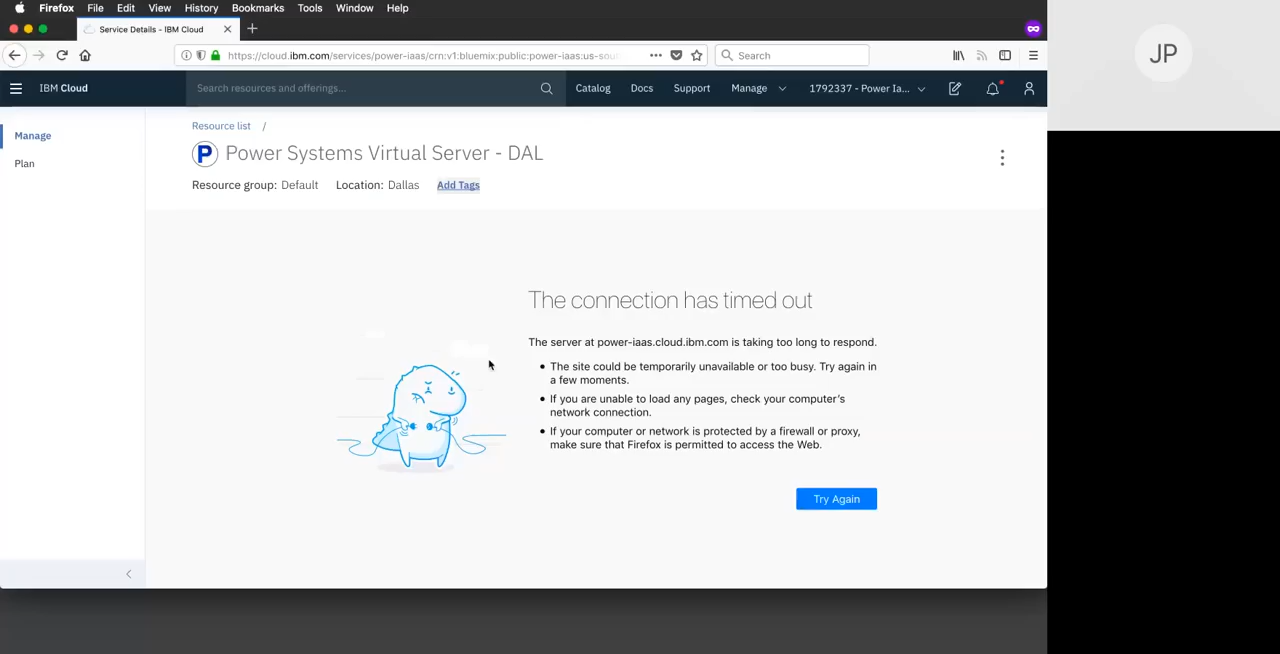 Firefox File Edit View History Bookmarks Tools Window Help
Service Details - IBM Cloud
https://cloud.ibm.com/services/power-iaas/crn:v1:bluemix:public:power-iaas:us-sou
Search
IBM Cloud
Search resources and offerings...
Catalog Docs Support Manage 1792337 - Power Ia...
JP
Manage
Plan
Resource list /
P Power Systems Virtual Server - DAL
Resource group: Default Location: Dallas Add Tags
The connection has timed out
The server at power-iaas.cloud.ibm.com is taking too long to respond.
• The site could be temporarily unavailable or too busy. Try again in
a few moments.
• If you are unable to load any pages, check your computer's
network connection.
• If your computer or network is protected by a firewall or proxy,
make sure that Firefox is permitted to access the Web.
Try Again